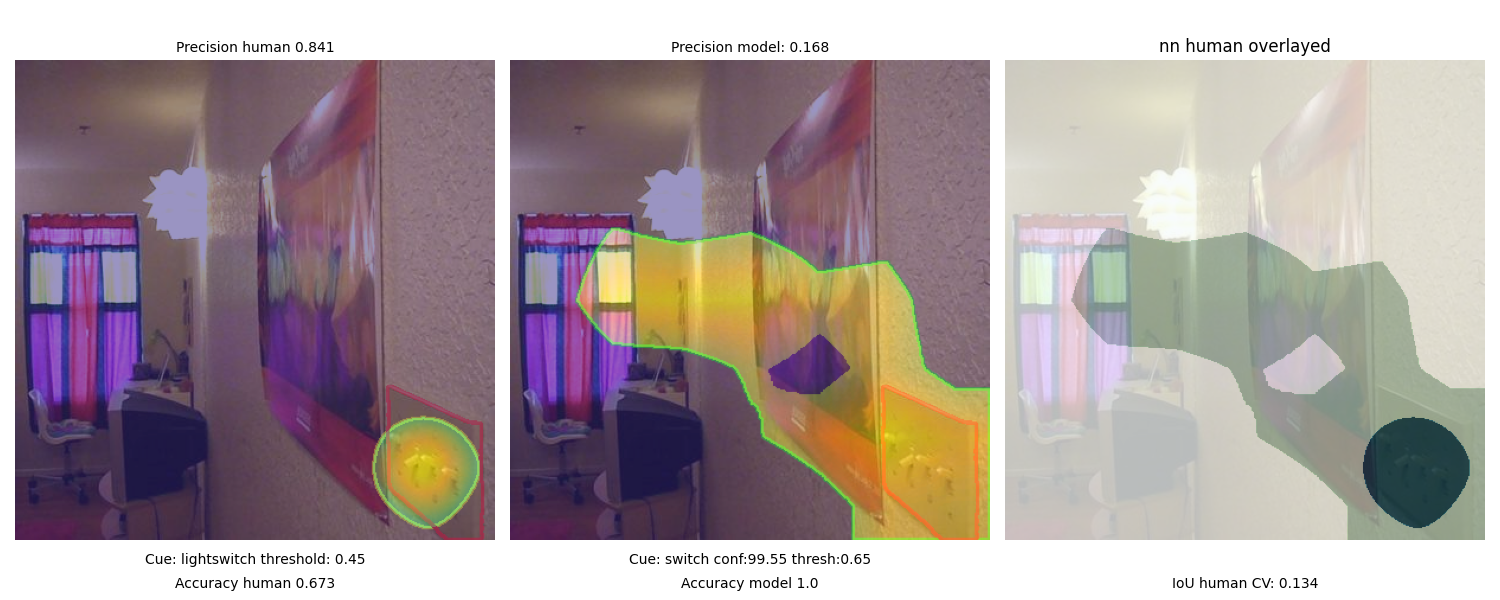 Precision human 0.841
Precision model: 0.168
nn human overlayed
Cue: lightswitch threshold: 0.45
Accuracy human 0.673
Cue: switch conf:99.55 thresh:0.65
Accuracy model 1.0
IoU human CV: 0.134